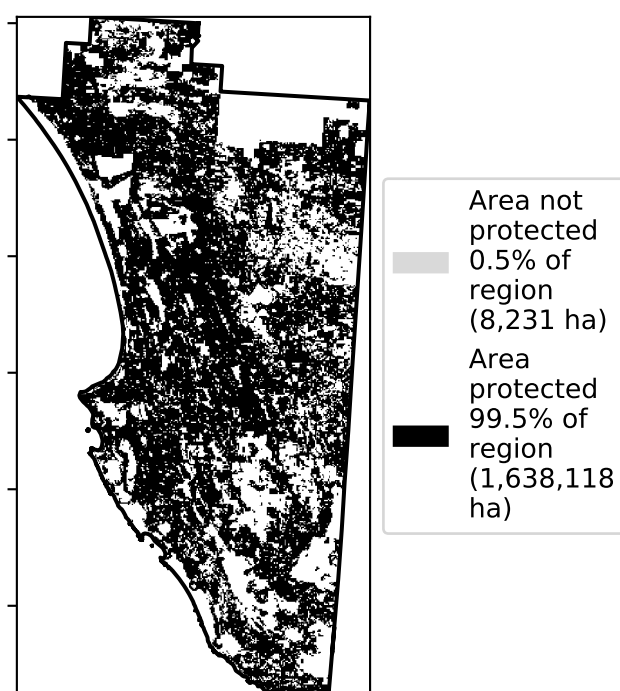 Area not
protected
0.5% of
region
(8,231 ha)
Area
protected
99.5% of
region
(1,638,118
ha)